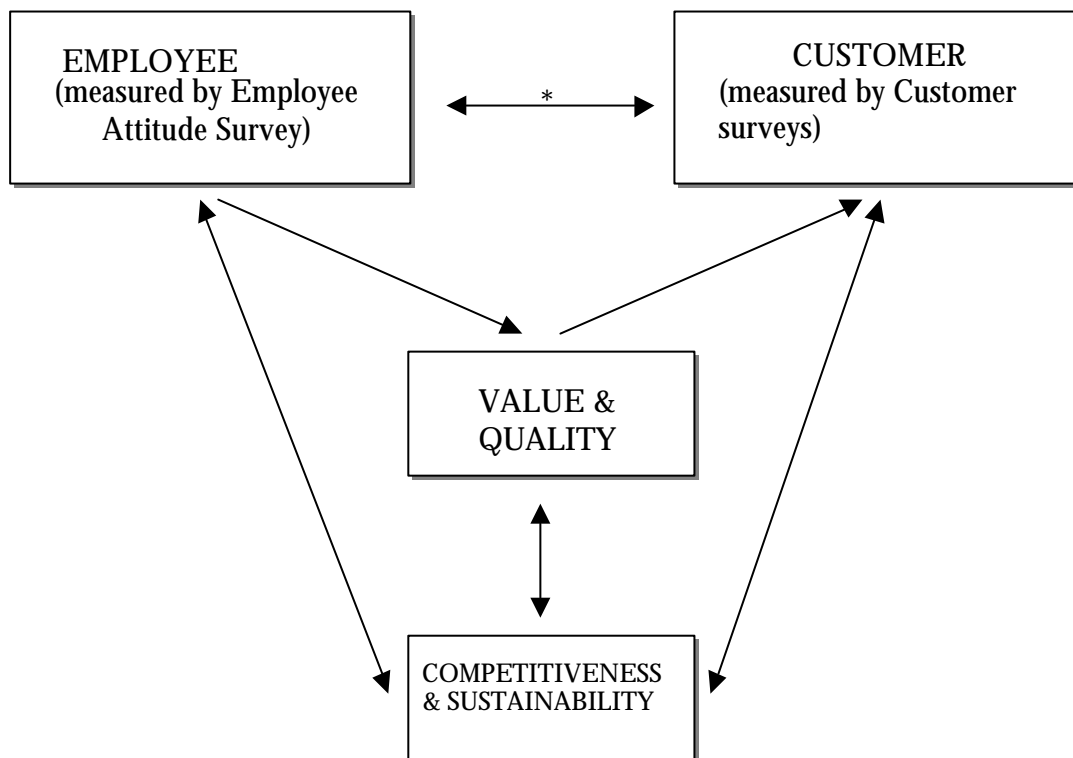 EMPLOYEE
(measured by Employee
Attitude Survey)
*
CUSTOMER
(measured by Customer
surveys)
VALUE &
QUALITY
COMPETITIVENESS
& SUSTAINABILITY